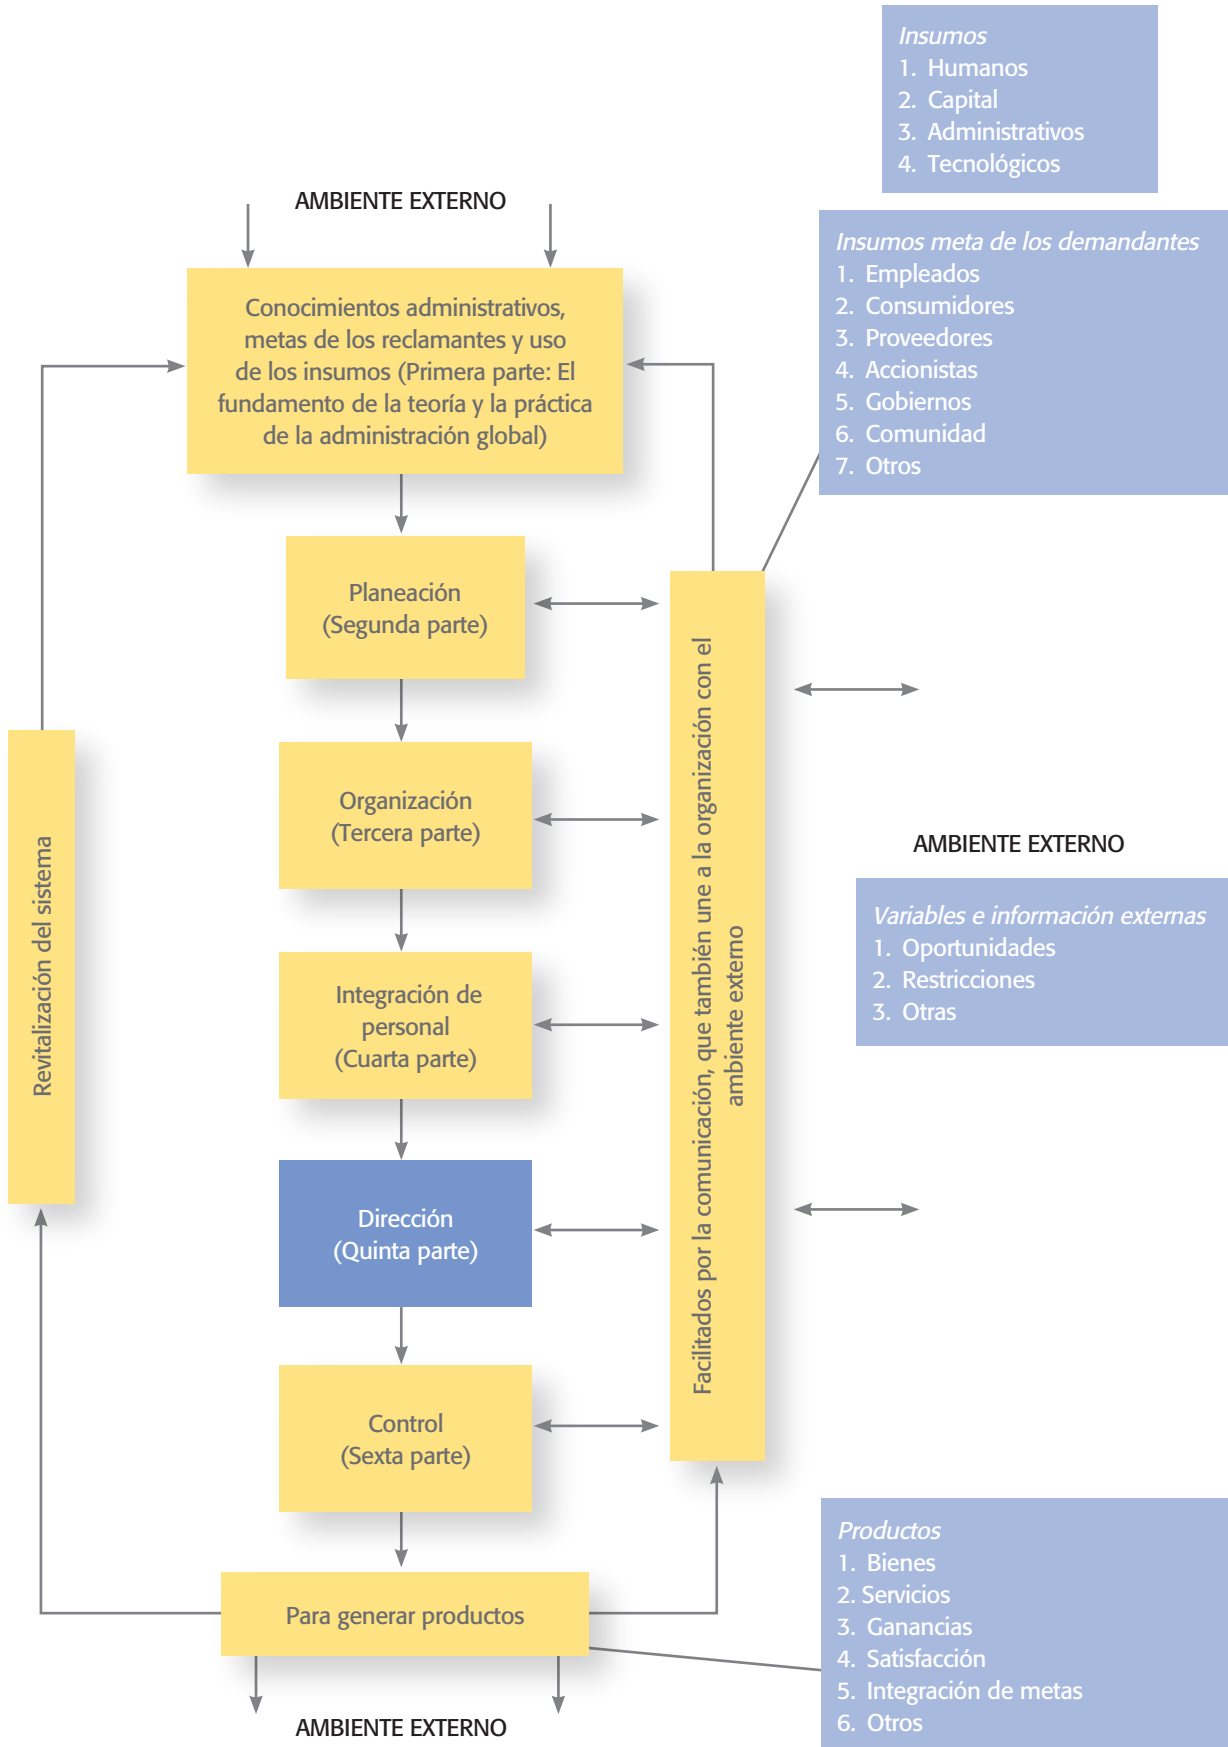 Insumos
1. Humanos
2. Capital
3. Administrativos
4. Tecnológicos
AMBIENTE EXTERNO
Insumos meta de los demandantes
1. Empleados
2. Consumidores
3. Proveedores
4. Accionistas
5. Gobiernos
6. Comunidad
7. Otros
Conocimientos administrativos,
metas de los reclamantes y uso
de los insumos (Primera parte: El
fundamento de la teoría y la práctica
de la administración global)
Planeación
(Segunda parte)
Organización
(Tercera parte)
Integración de
personal
(Cuarta parte)
Dirección
(Quinta parte)
Control
(Sexta parte)
Para generar productos
Revitalización del sistema
Facilitados por la comunicación, que también une a la organización con el
ambiente externo
AMBIENTE EXTERNO
Variables e información externas
1. Oportunidades
2. Restricciones
3. Otras
Productos
1. Bienes
2. Servicios
3. Ganancias
4. Satisfacción
5. Integración de metas
6. Otros
AMBIENTE EXTERNO